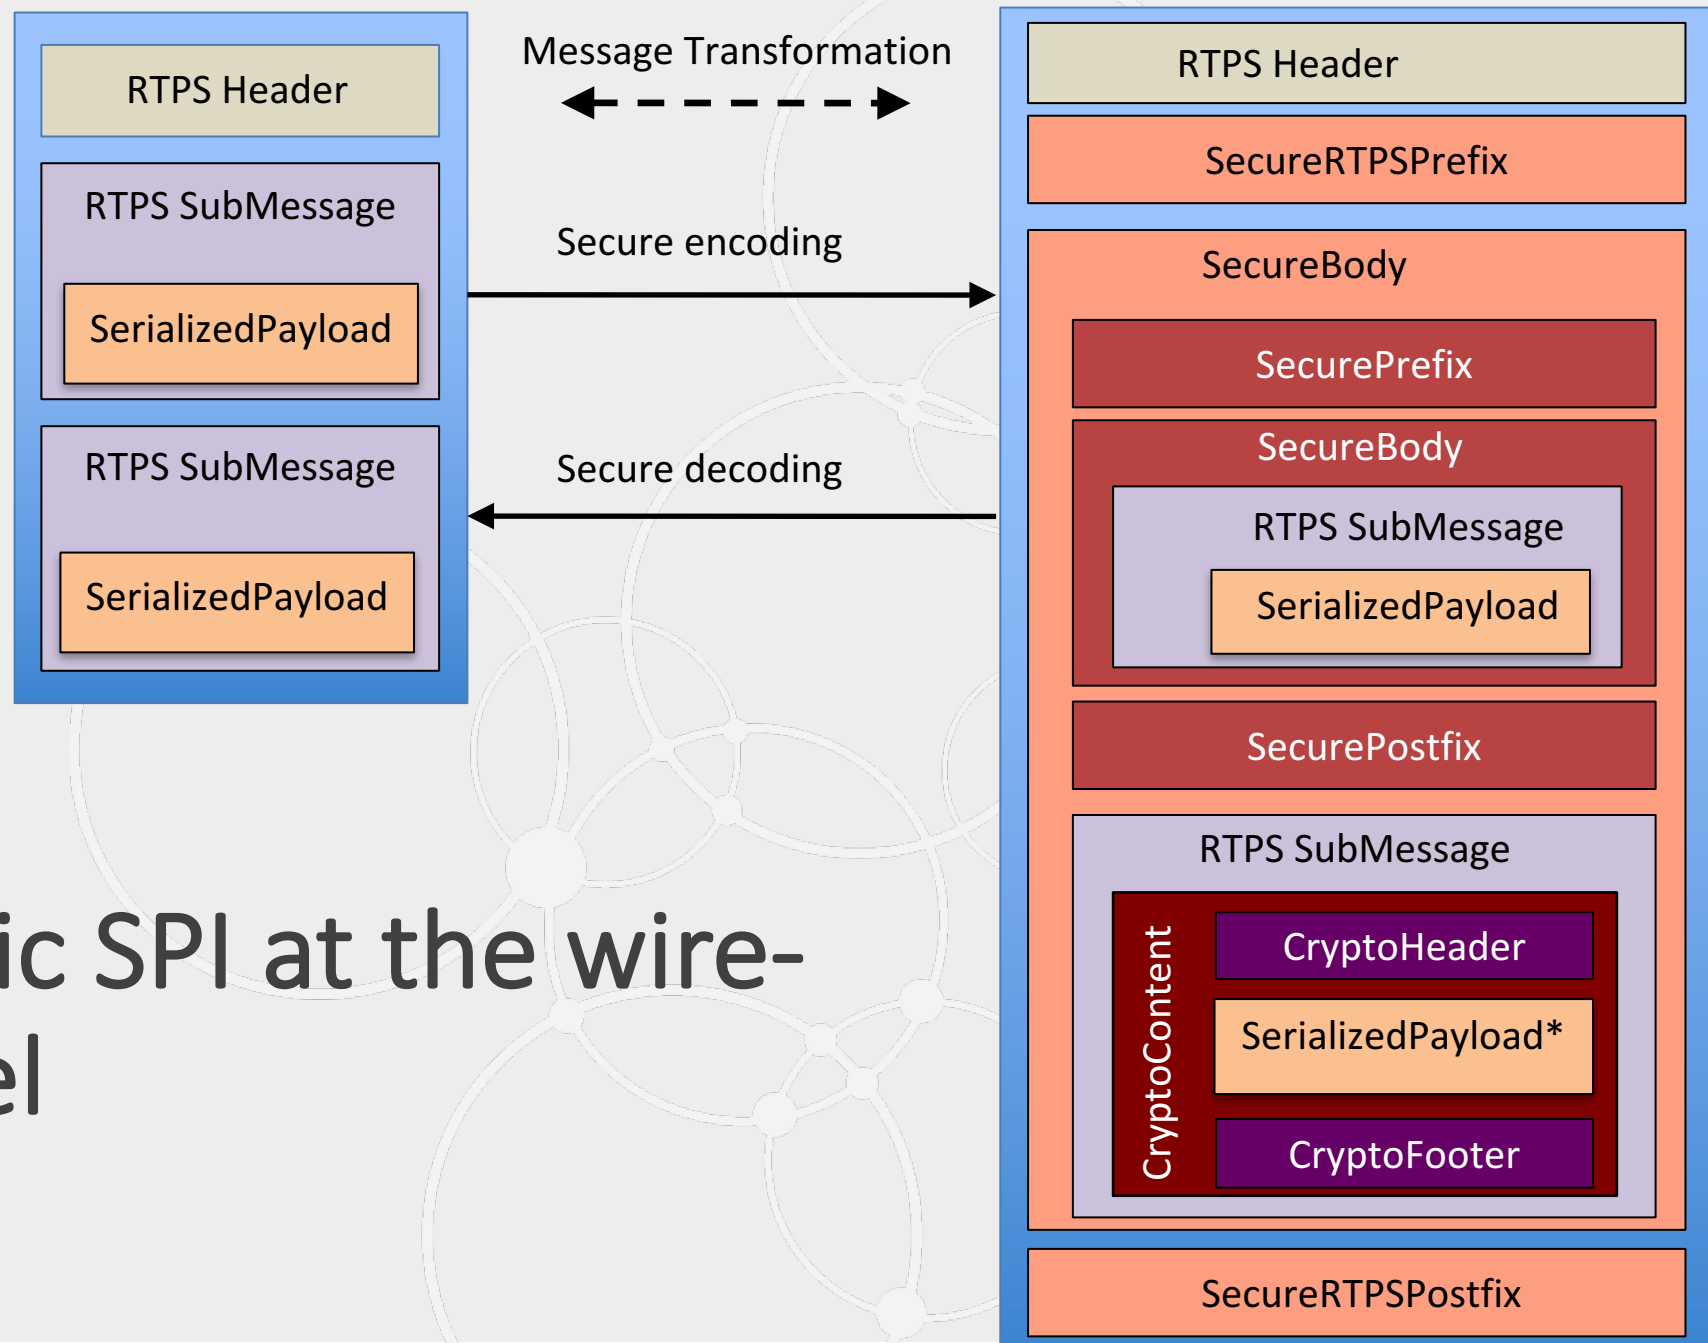 RTPS Header
RTPS SubMessage
SerializedPayload
RTPS SubMessage
SerializedPayload
Message Transformation
Secure encoding
Secure decoding
RTPS Header
SecureRTPSPrefix
SecureBody
SecurePrefix
SecureBody
RTPS SubMessage
SerializedPayload
SecurePostfix
RTPS SubMessage
CryptoContent
CryptoHeader
SerializedPayload*
CryptoFooter
SecureRTPSPostfix
ic SPI at the wire-
el